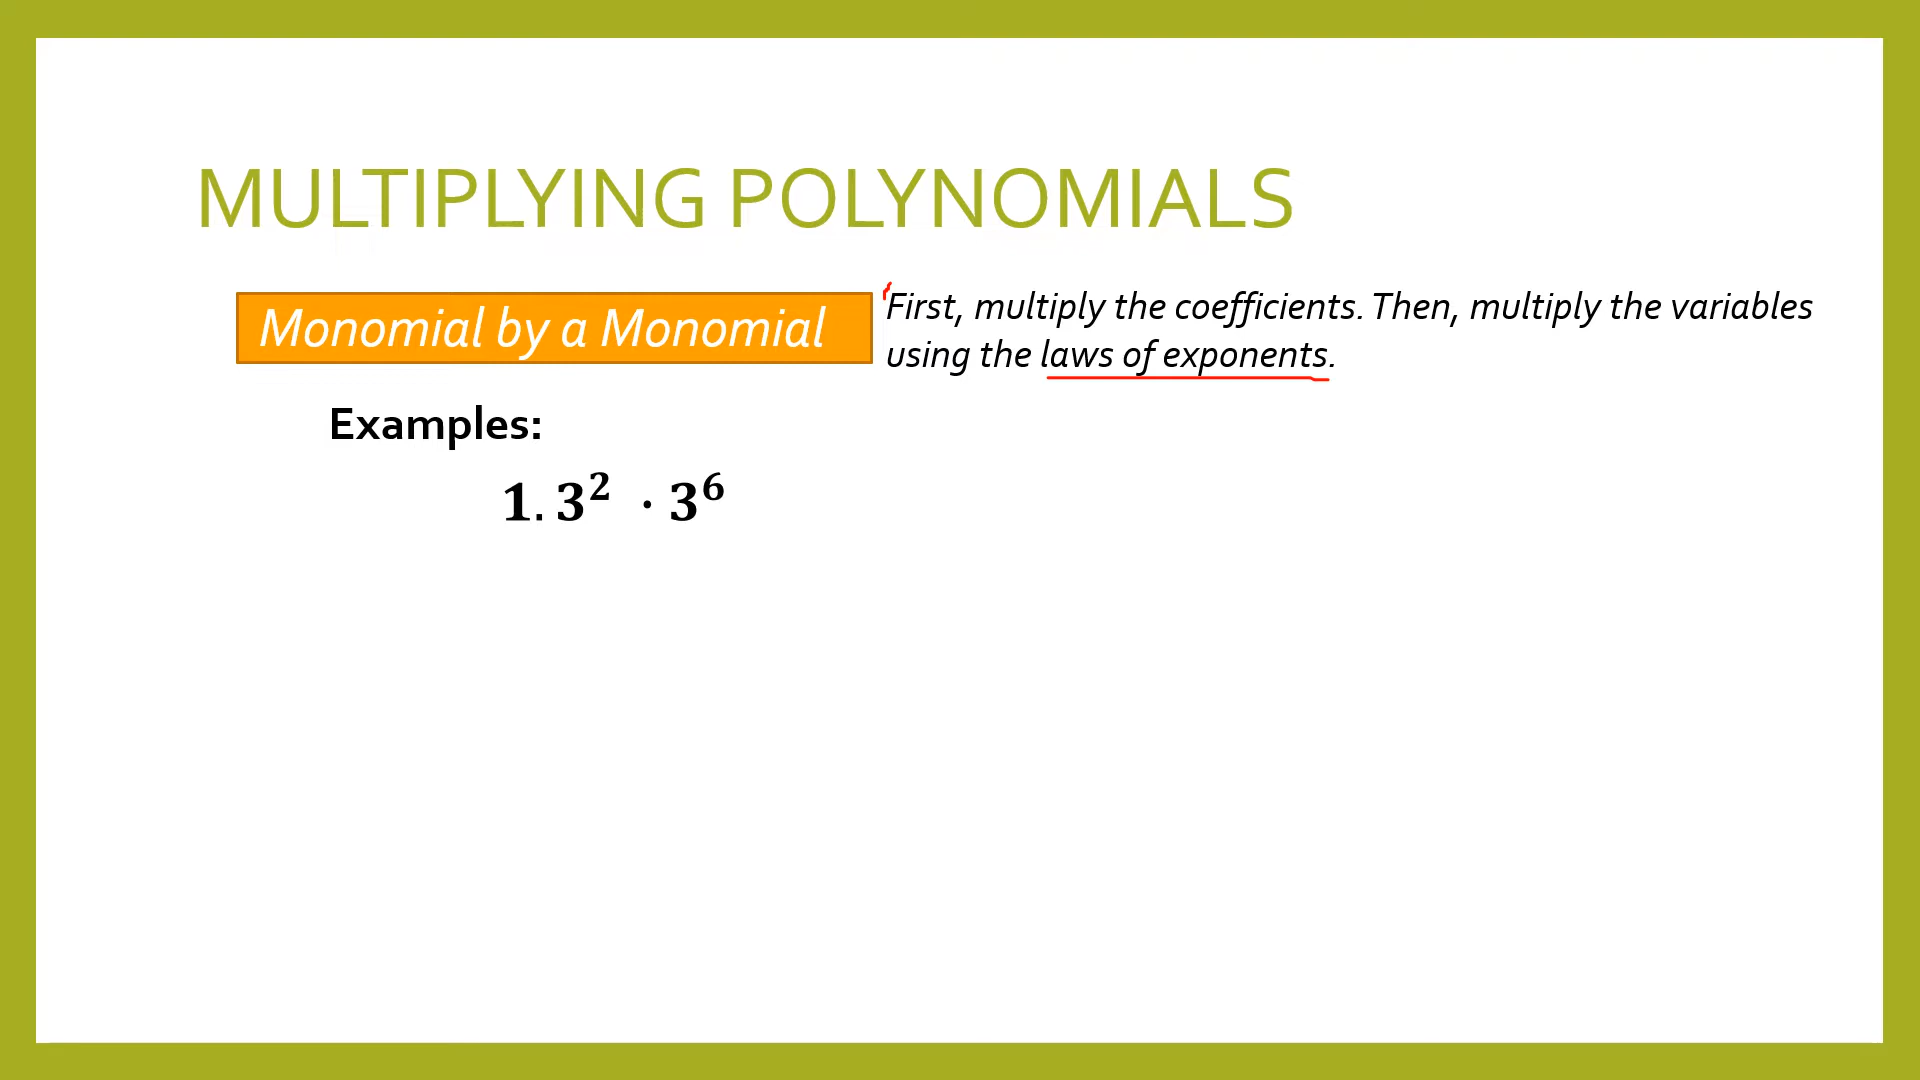 MULTIPLYING POLYNOMIALS
Monomial by a Monomial
First, multiply the coefficients. Then, multiply the variables
using the laws of exponents.
Examples:
1. 3² · 3⁶